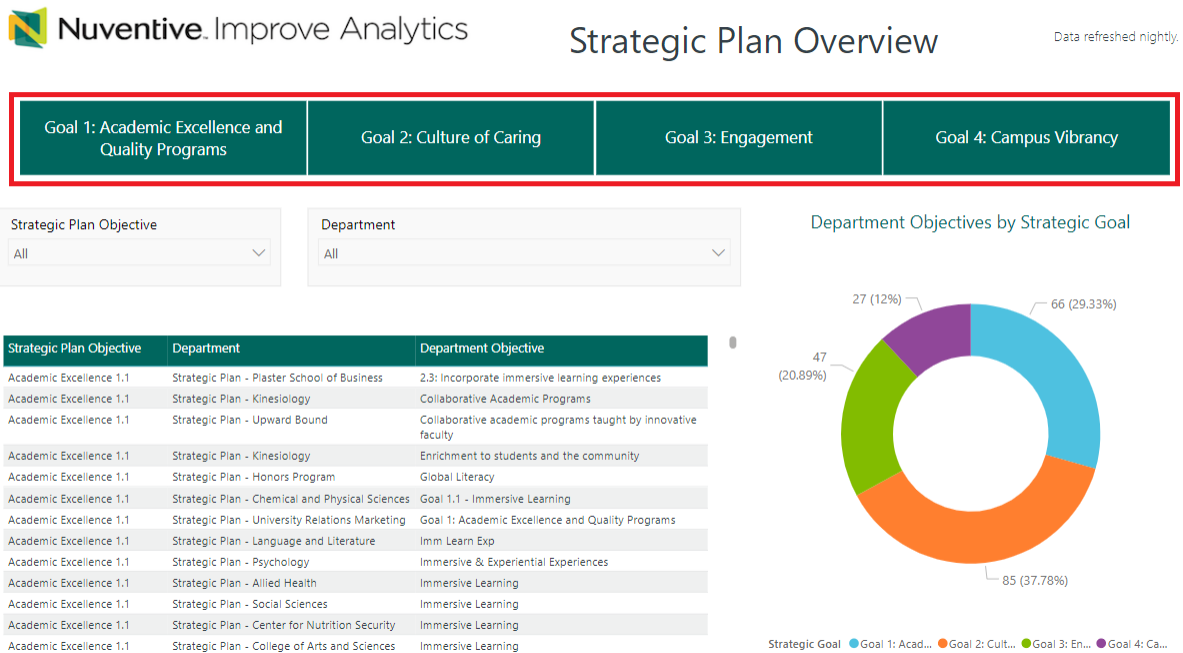 Nuventive Improve Analytics
Strategic Plan Overview
Data refreshed nightly.
Goal 1: Academic Excellence and
Quality Programs
Goal 2: Culture of Caring
Goal 3: Engagement
Goal 4: Campus Vibrancy
Strategic Plan Objective
All
Department
All
Department Objectives by Strategic Goal
Strategic Plan Objective Department Department Objective
Academic Excellence 1.1 Strategic Plan - Plaster School of Business 2.3: Incorporate immersive learning experiences
Academic Excellence 1.1 Strategic Plan - Kinesiology Collaborative Academic Programs
Academic Excellence 1.1 Strategic Plan - Upward Bound Collaborative academic programs taught by innovative
faculty
Academic Excellence 1.1 Strategic Plan - Kinesiology Enrichment to students and the community
Academic Excellence 1.1 Strategic Plan - Honors Program Global Literacy
Academic Excellence 1.1 Strategic Plan - Chemical and Physical Sciences Goal 1.1 - Immersive Learning
Academic Excellence 1.1 Strategic Plan - University Relations Marketing Goal 1: Academic Excellence and Quality Programs
Academic Excellence 1.1 Strategic Plan - Language and Literature Imm Learn Exp
Academic Excellence 1.1 Strategic Plan - Psychology Immersive & Experiential Experiences
Academic Excellence 1.1 Strategic Plan - Allied Health Immersive Learning
Academic Excellence 1.1 Strategic Plan - Social Sciences Immersive Learning
Academic Excellence 1.1 Strategic Plan - Center for Nutrition Security Immersive Learning
Academic Excellence 1.1 Strategic Plan - College of Arts and Sciences Immersive Learning
27 (12%)
66 (29.33%)
47
(20.89%)
85 (37.78%)
Strategic Goal Goal 1: Acad... Goal 2: Cult... Goal 3: En... Goal 4: Ca...